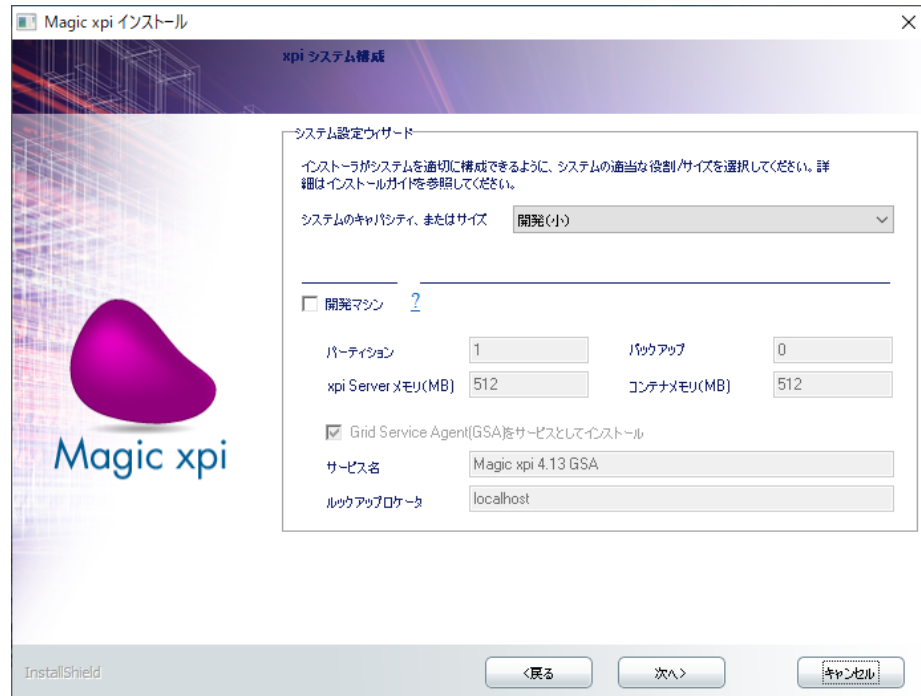 Magic xpi インストール
xpi システム構成
システム設定ウィザード
インストーラがシステムを適切に構成できるように、システムの適当な役割/サイズを選択してください。詳
細はインストールガイドを参照してください。
システムのキャパシティ、またはサイズ 開発(小)
開発マシン ?
パーティション 1 バックアップ 0
xpi Server メモリ(MB) 512 コンテナメモリ(MB) 512
Grid Service Agent(GSA)をサービスとしてインストール
サービス名 Magic xpi 4.13 GSA
ルックアップロケータ localhost
Magic xpi
InstallShield <戻る 次へ> キャンセル